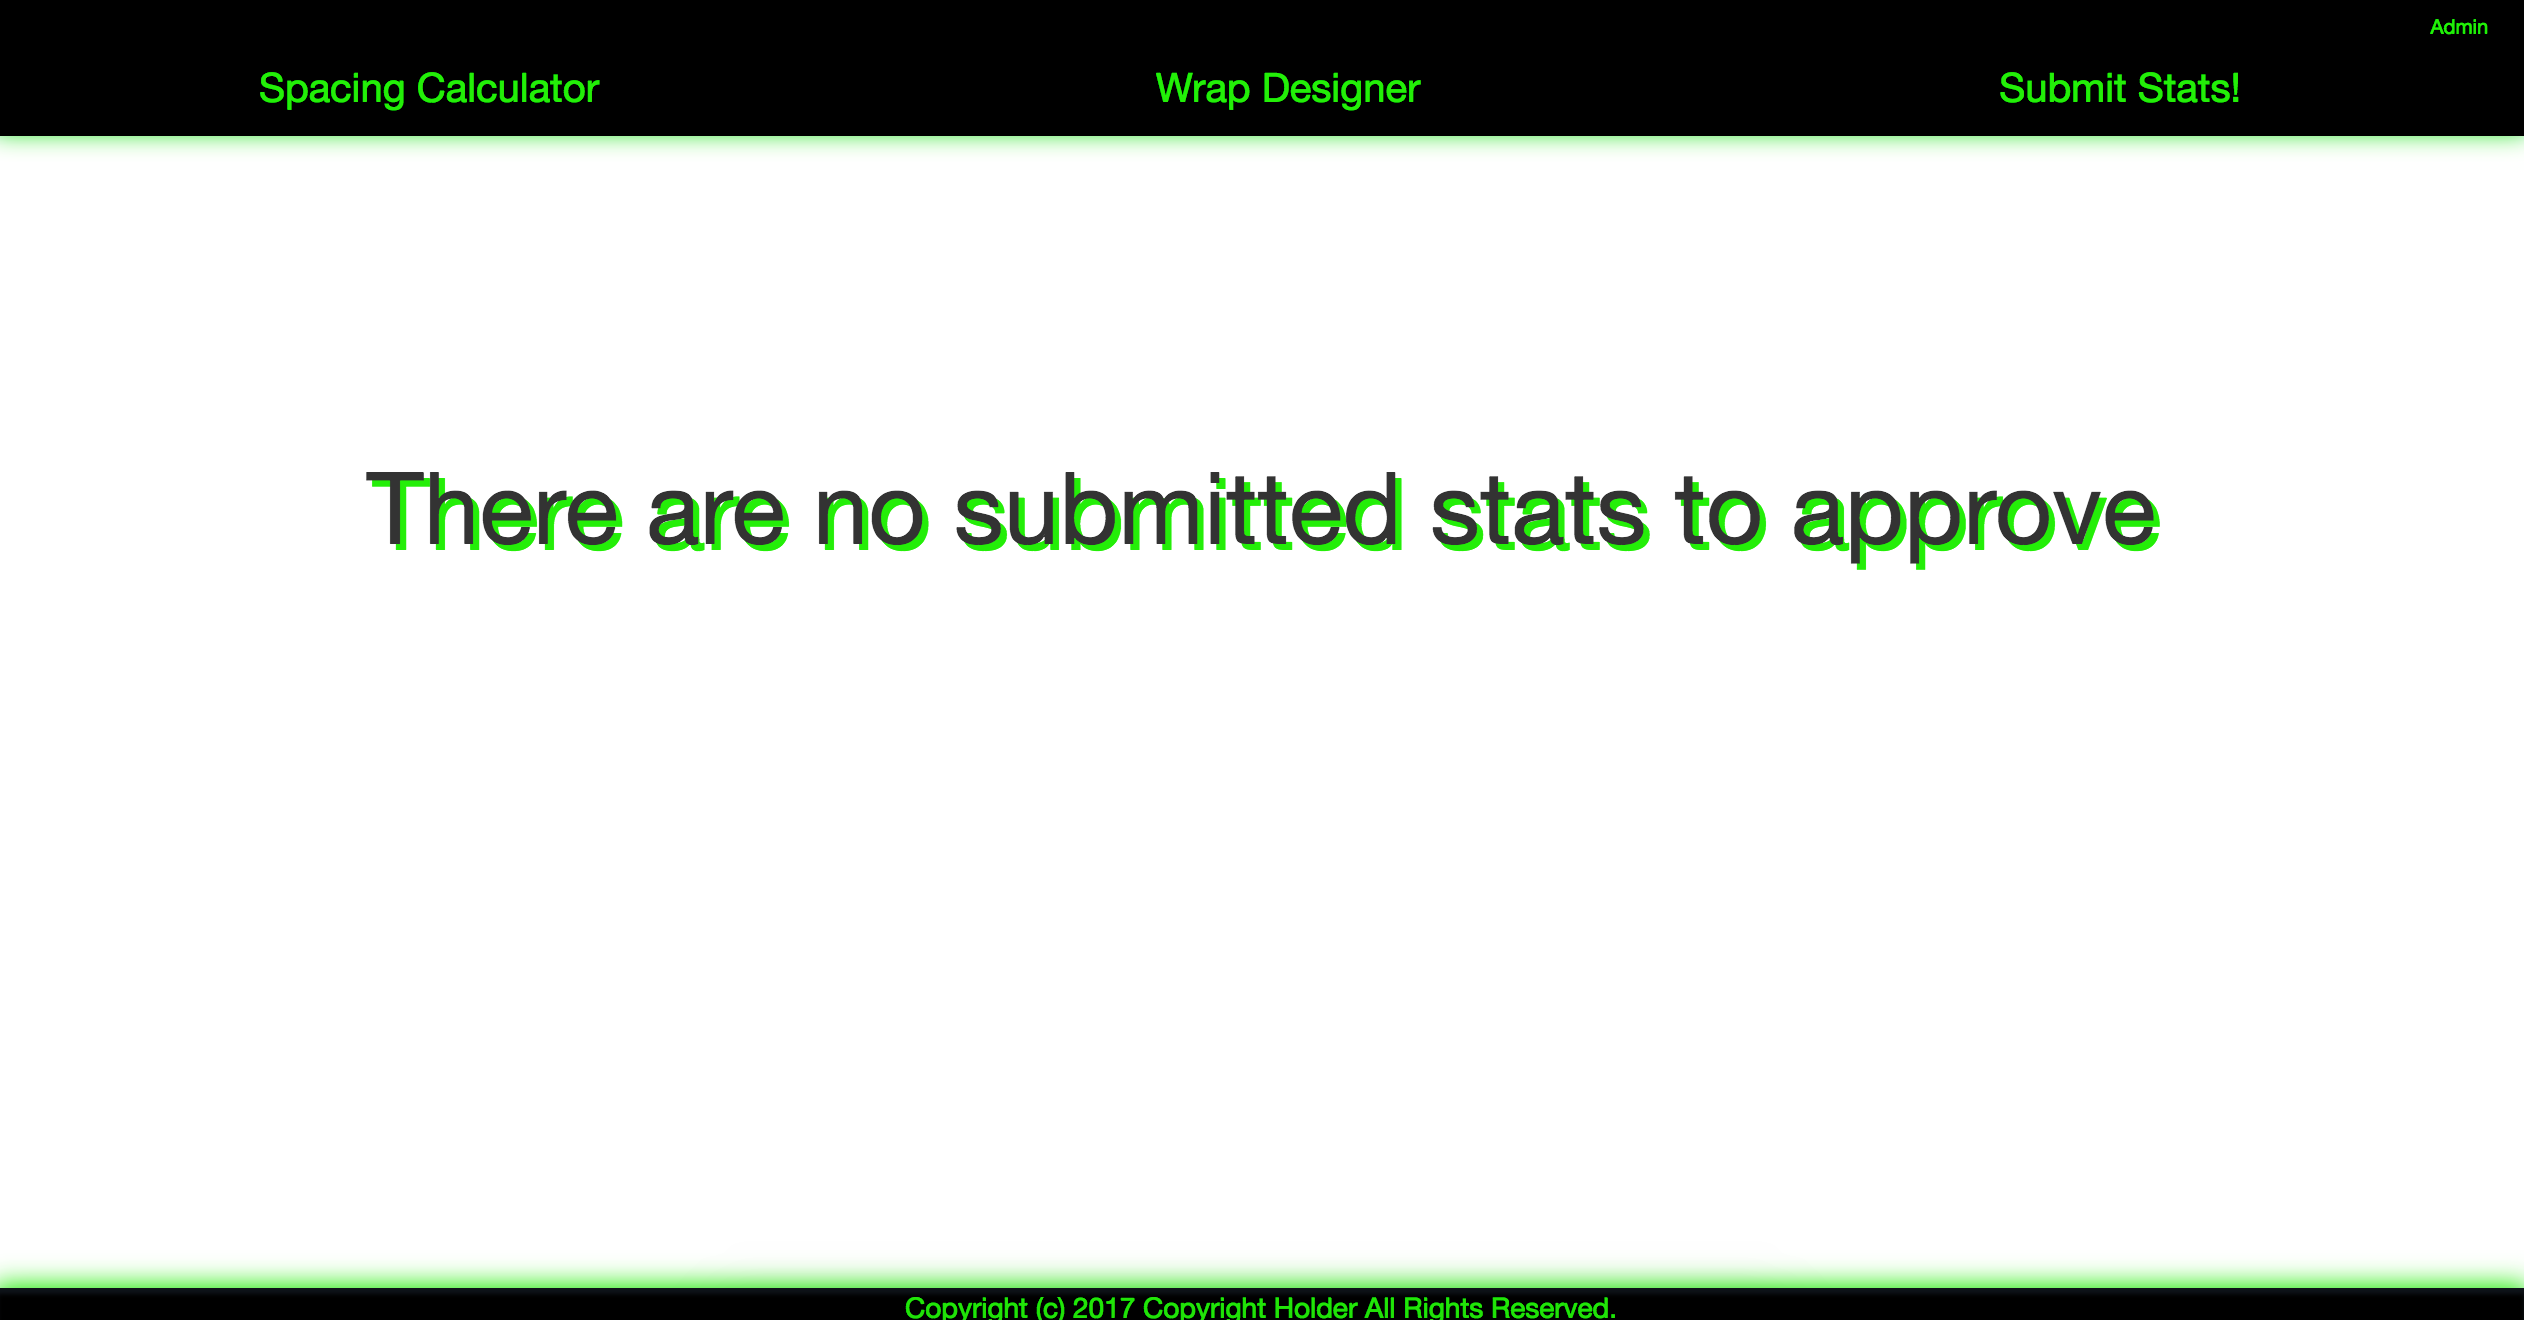 Admin
Spacing Calculator Wrap Designer Submit Stats!
There are no submitted stats to approve
Copyright (c) 2017 Copyright Holder All Rights Reserved.